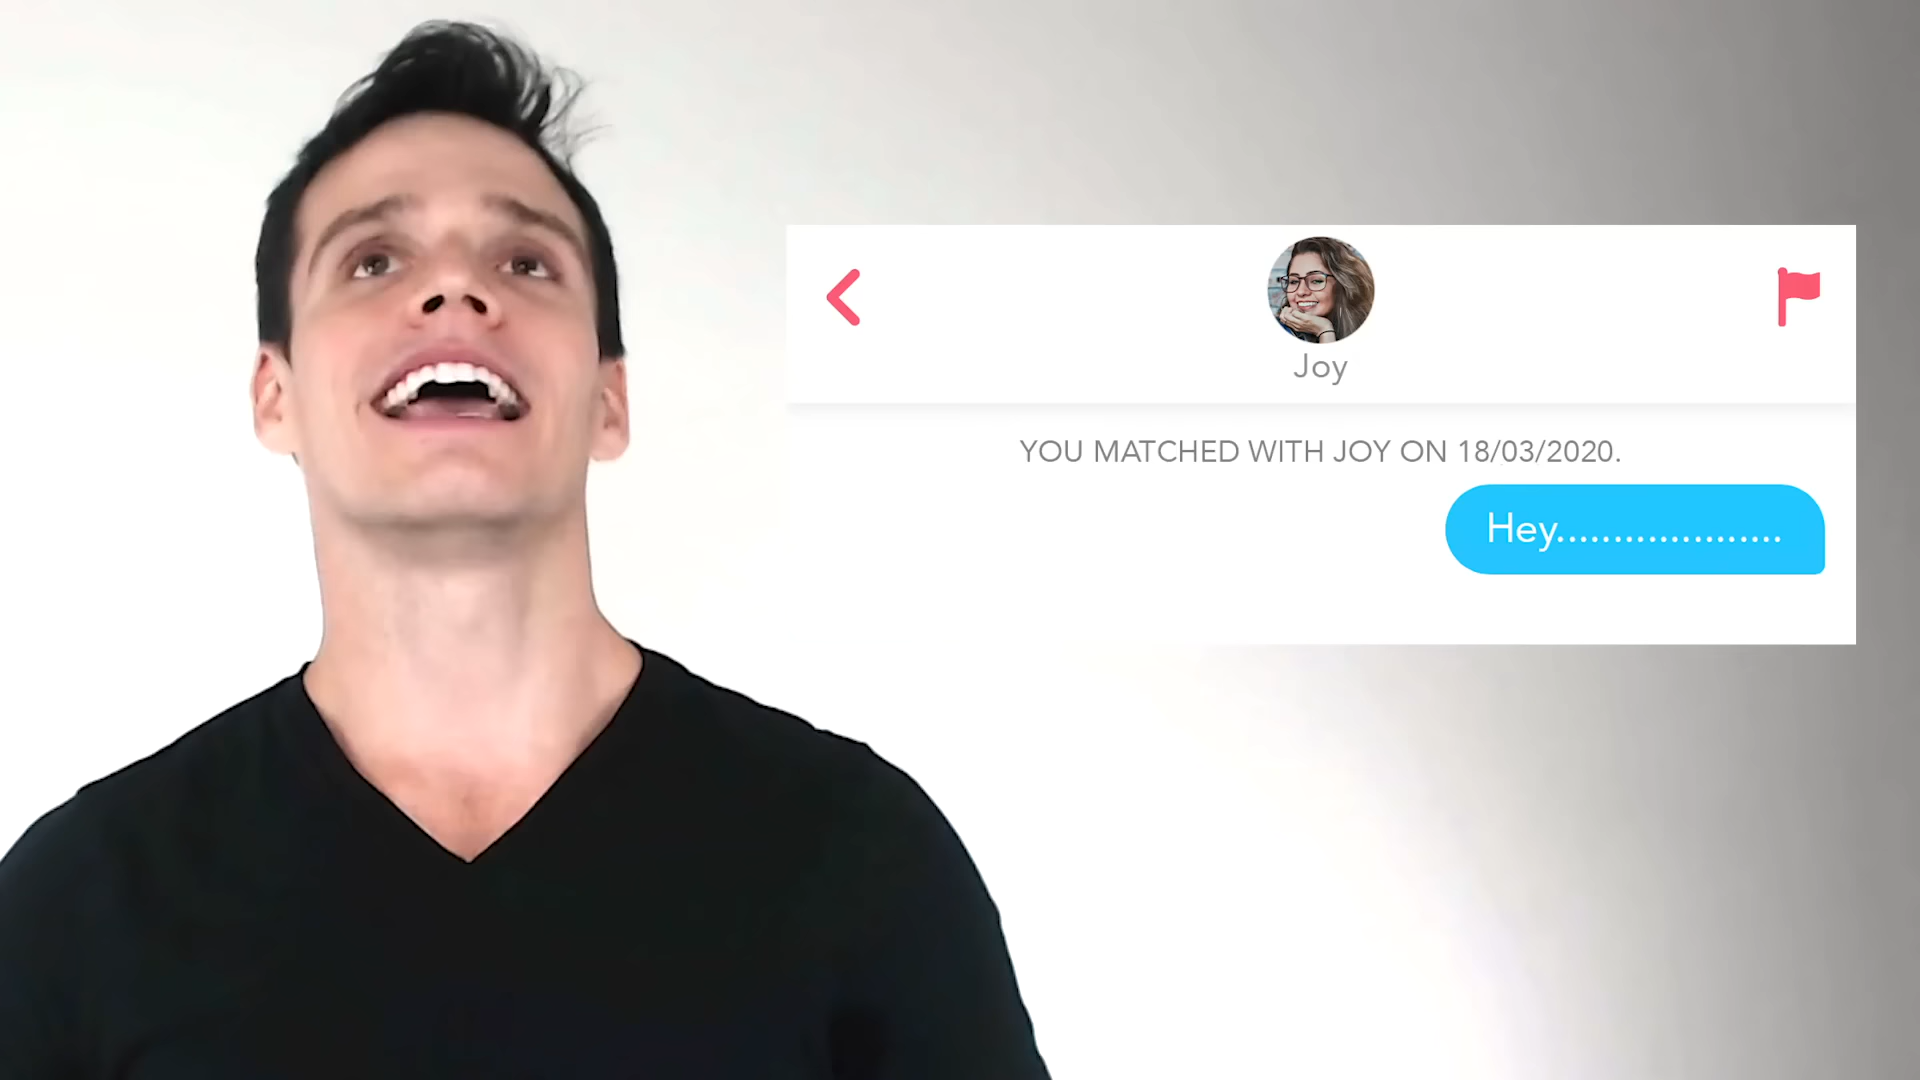 Joy
YOU MATCHED WITH JOY ON 18/03/2020.
Hey....................